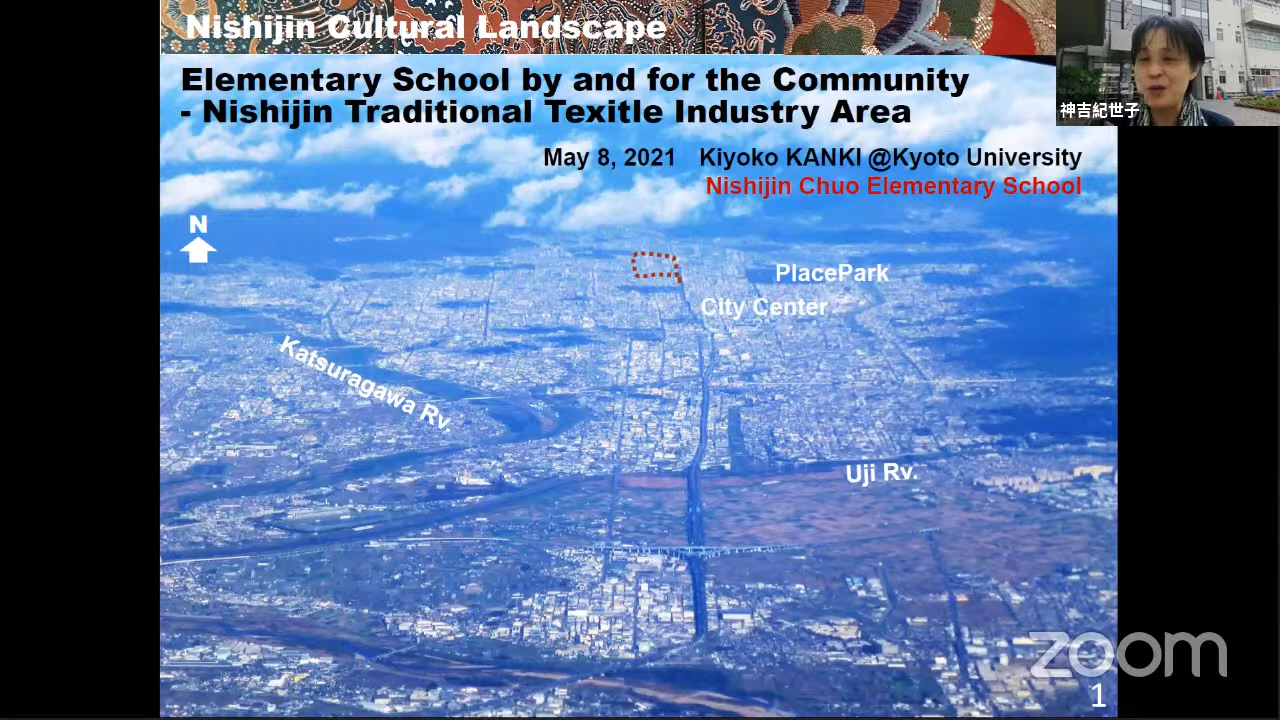 Nishijin Cultural Landscape
神吉紀世子
Elementary School by and for the Community
- Nishijin Traditional Texitle Industry Area
May 8, 2021 Kiyoko KANKI @Kyoto University
Nishijin Chuo Elementary School
N
PlacePark
City Center
Katsuragawa Rv.
Uji Rv.
zoom
1